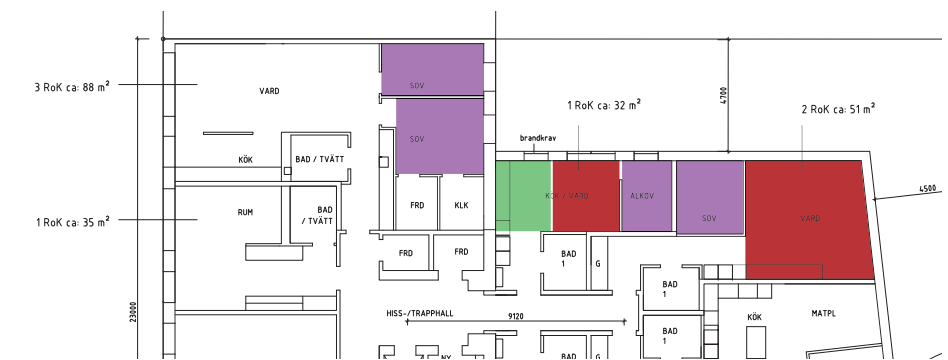 3 RoK ca: 88 m²
VARD
SOV
SOV
KÖK
BAD / TVÄTT
1 RoK ca: 32 m²
2 RoK ca: 51 m²
4700
brandkrav
KÖK / VARD
ALKOV
SOV
VARD
4500
1 RoK ca: 35 m²
RUM
BAD
/ TVÄTT
FRD
KLK
FRD
FRD
BAD
1
G
BAD
1
23000
HISS-/TRAPPHALL
9120
KÖK
MATPL
BAD
1
BAD
G
NY